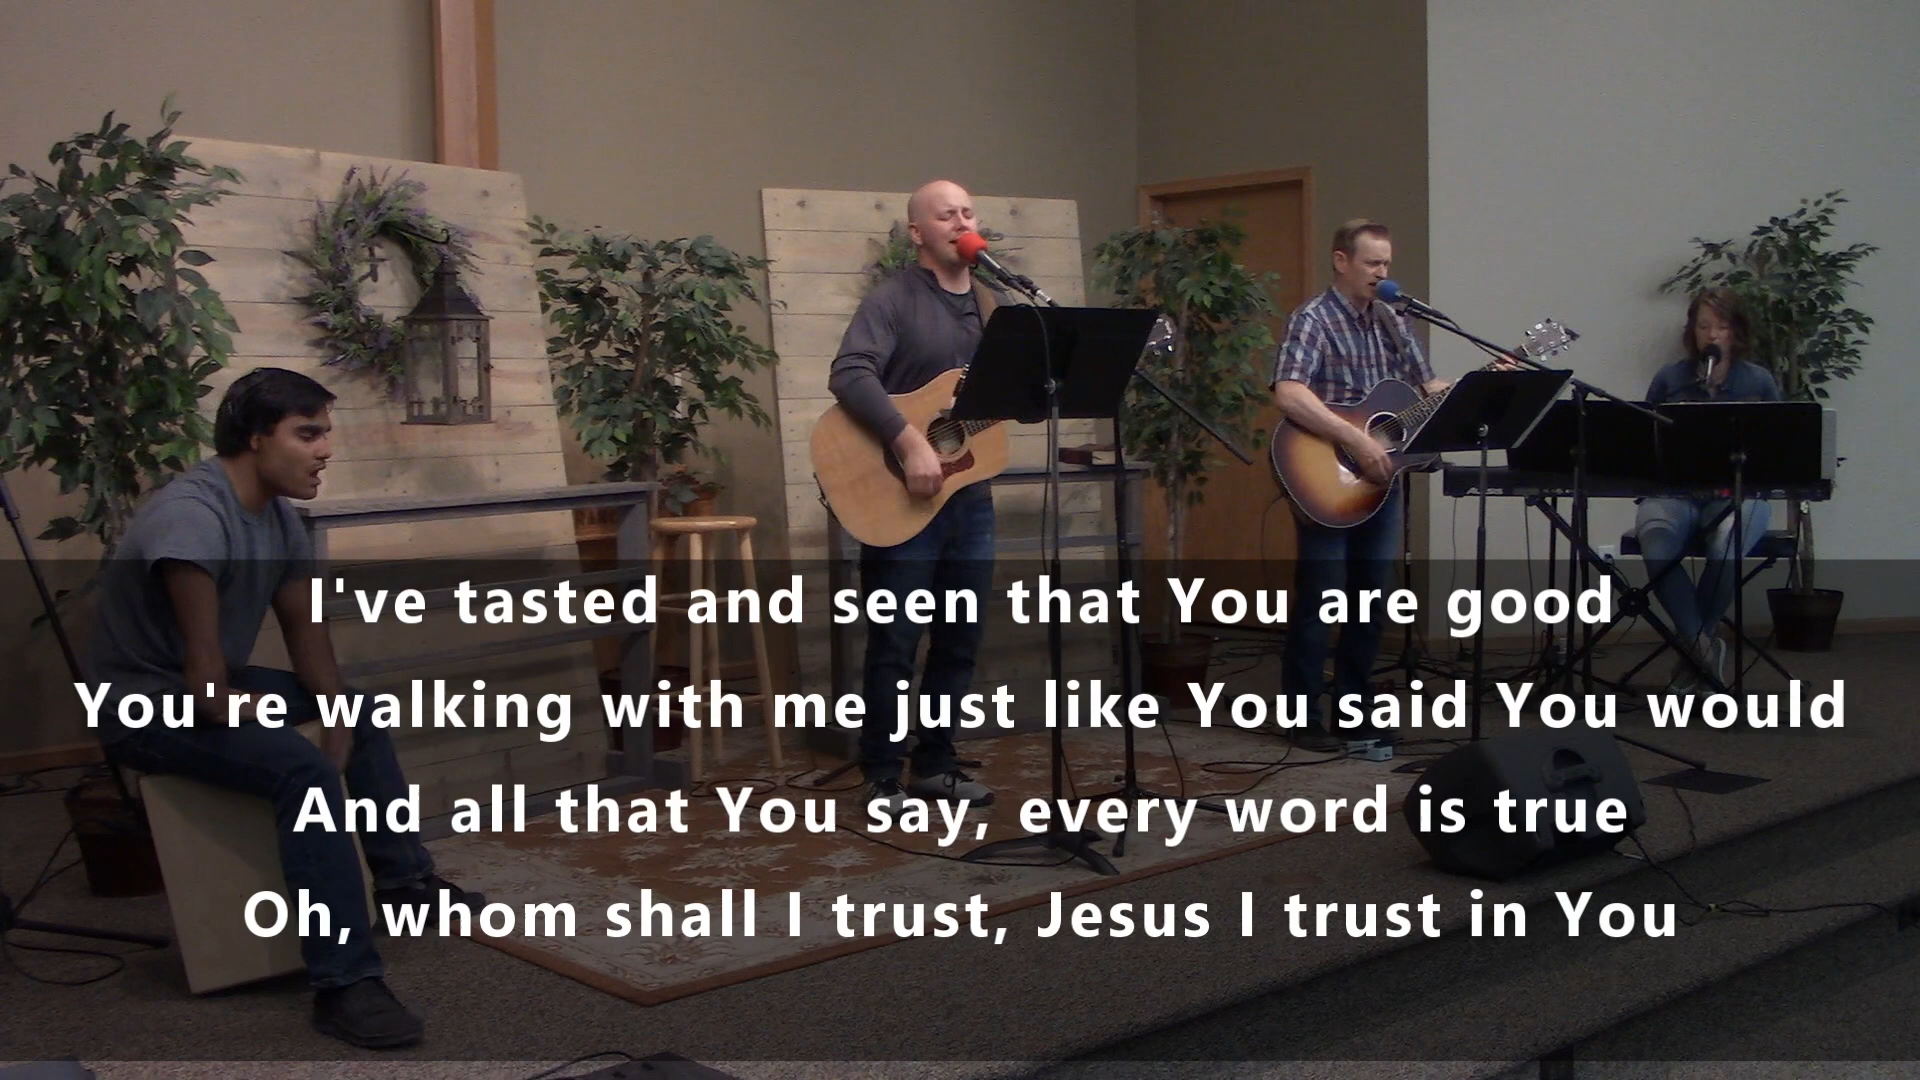 I've tasted and seen that You are good
You're walking with me just like You said You would
And all that You say, every word is true
Oh, whom shall I trust, Jesus I trust in You